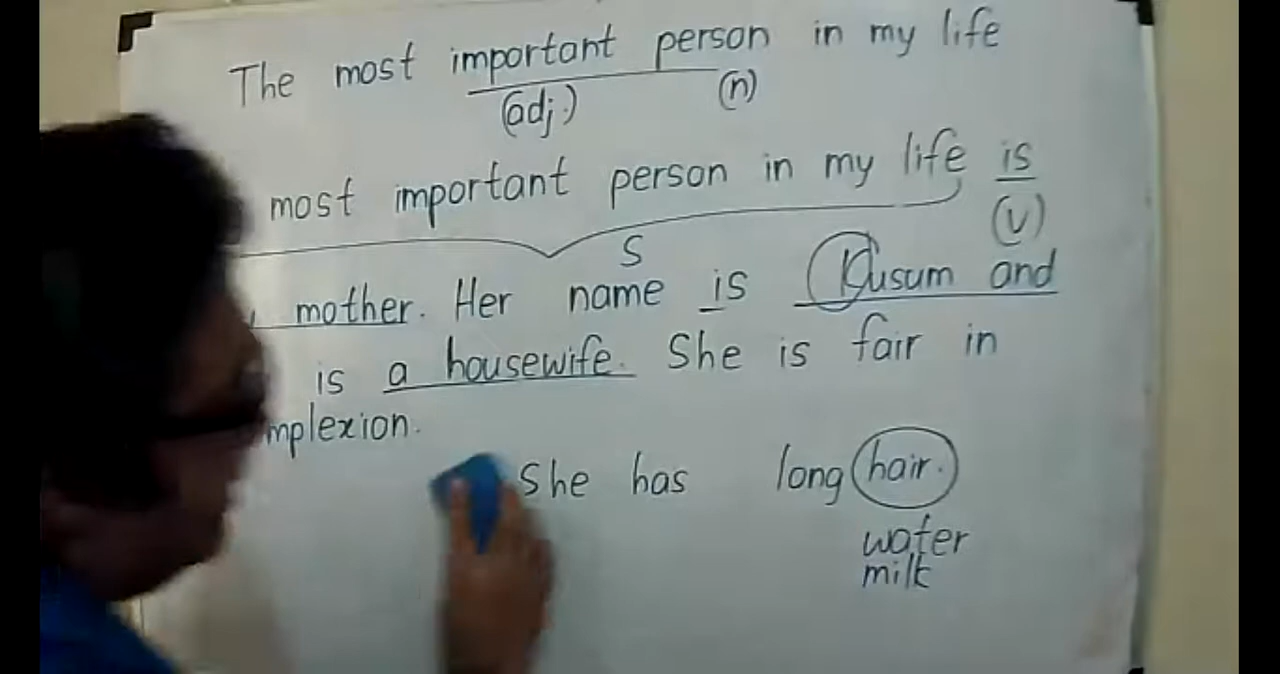 The most important person in my life
(adj.) (n)
most important person in my life is
(v)
S
mother. Her name is Kusum and
is a housewife. She is fair in
mplexion.
She has long hair.
water
milk